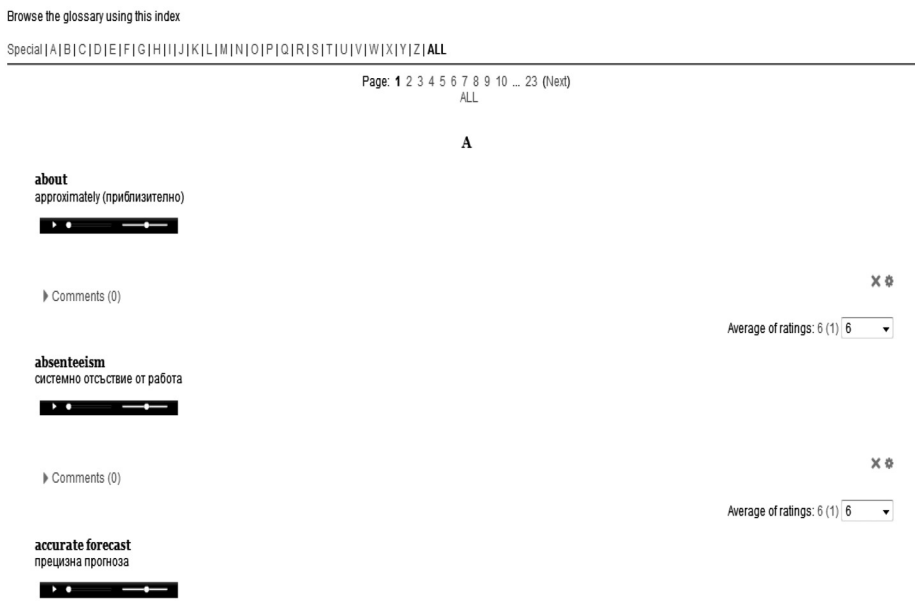 Browse the glossary using this index
Special | A | B | C | D | E | F | G | H | I | J | K | L | M | N | O | P | Q | R | S | T | U | V | W | X | Y | Z | ALL
Page: 1 2 3 4 5 6 7 8 9 10 ... 23 (Next)
ALL
A
about
approximately (приблизително)
Comments (0)
Average of ratings: 6 (1) 6
absenteeism
системно отсъствие от работа
Comments (0)
Average of ratings: 6 (1) 6
accurate forecast
прецизна прогноза